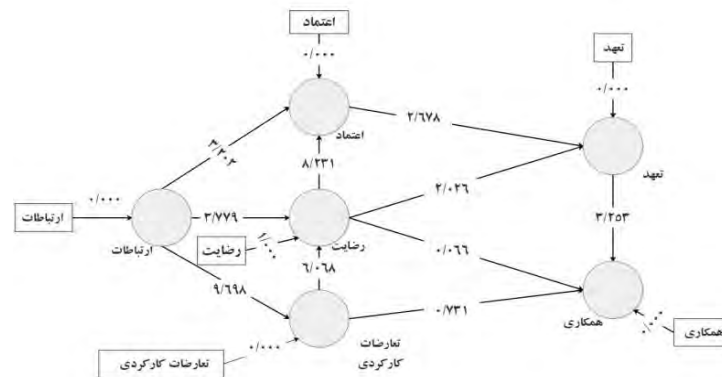 اعتماد
تعهد
۰/۰۰۰
۰/۰۰۰
اعتماد
۲/۶۷۸
تعهد
۳/۲۰۲
۸/۲۳۱
۲/۰۲۶
ارتباطات
۰/۰۰۰
ارتباطات
۳/۷۷۹
رضایت
رضایت
۳/۲۵۳
۰/۰۶۶
۶/۰۶۸
۹/۶۹۸
۰/۷۳۱
همکاری
همکاری
۰/۰۰۰
تعارضات کارکردی
۰/۰۰۰
تعارضات
کارکردی